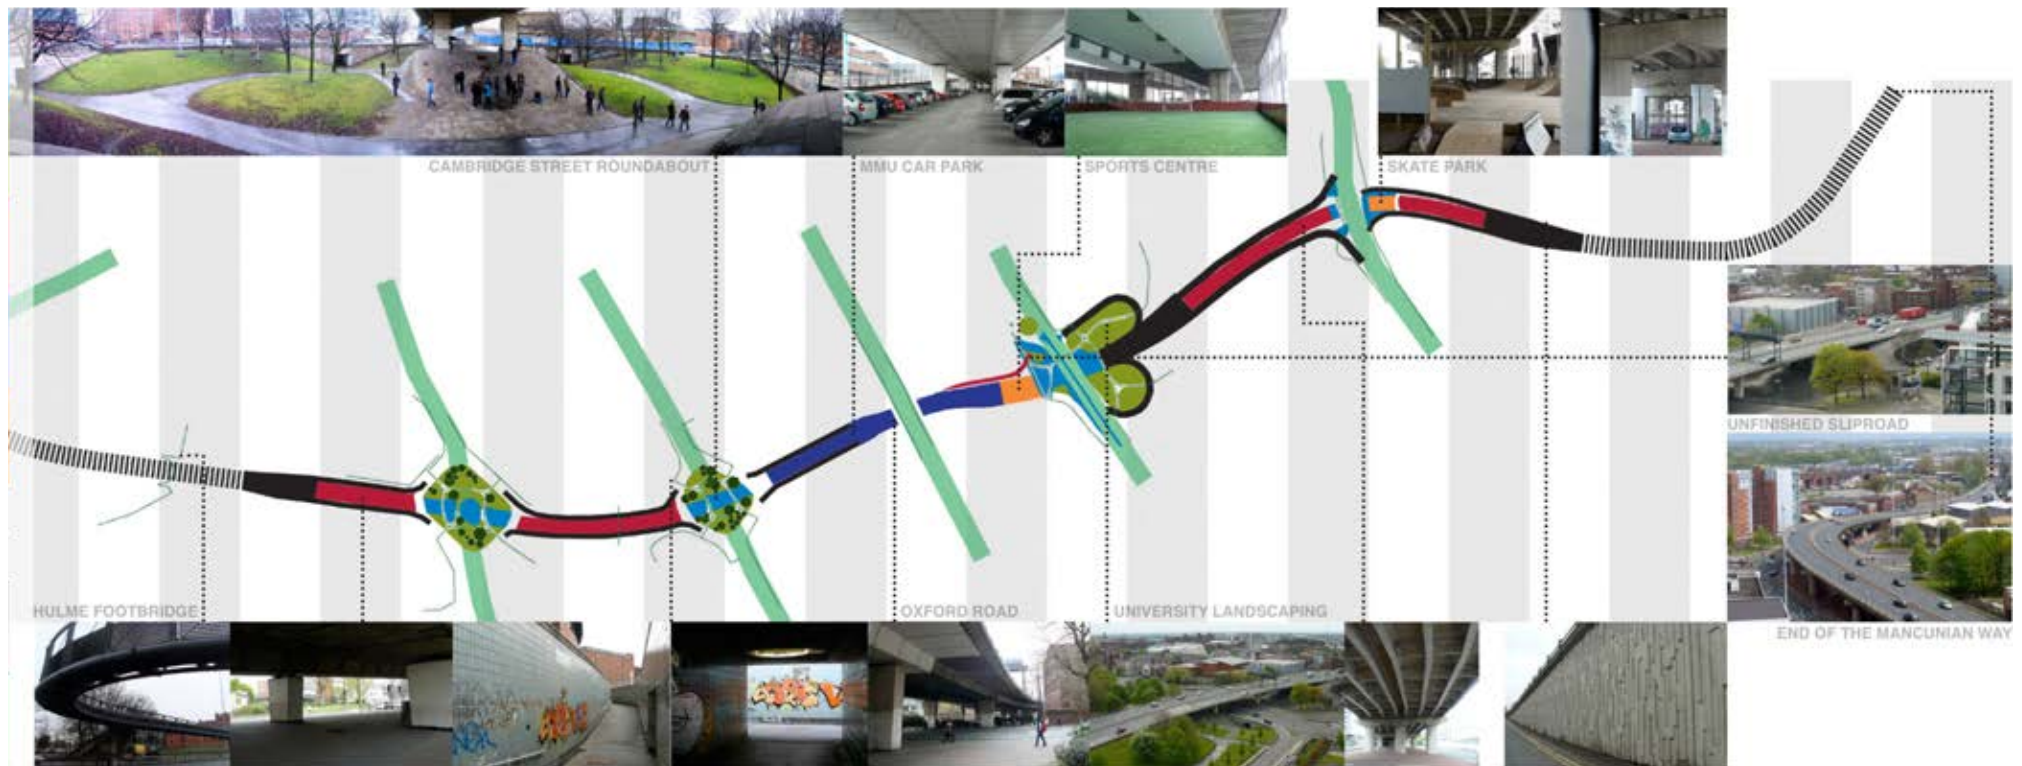 CAMBRIDGE STREET ROUNDABOUT
MMU CAR PARK
SPORTS CENTRE
SKATE PARK
UNFINISHED SLIPROAD
HULME FOOTBRIDGE
OXFORD ROAD
UNIVERSITY LANDSCAPING
END OF THE MANCUNIAN WAY